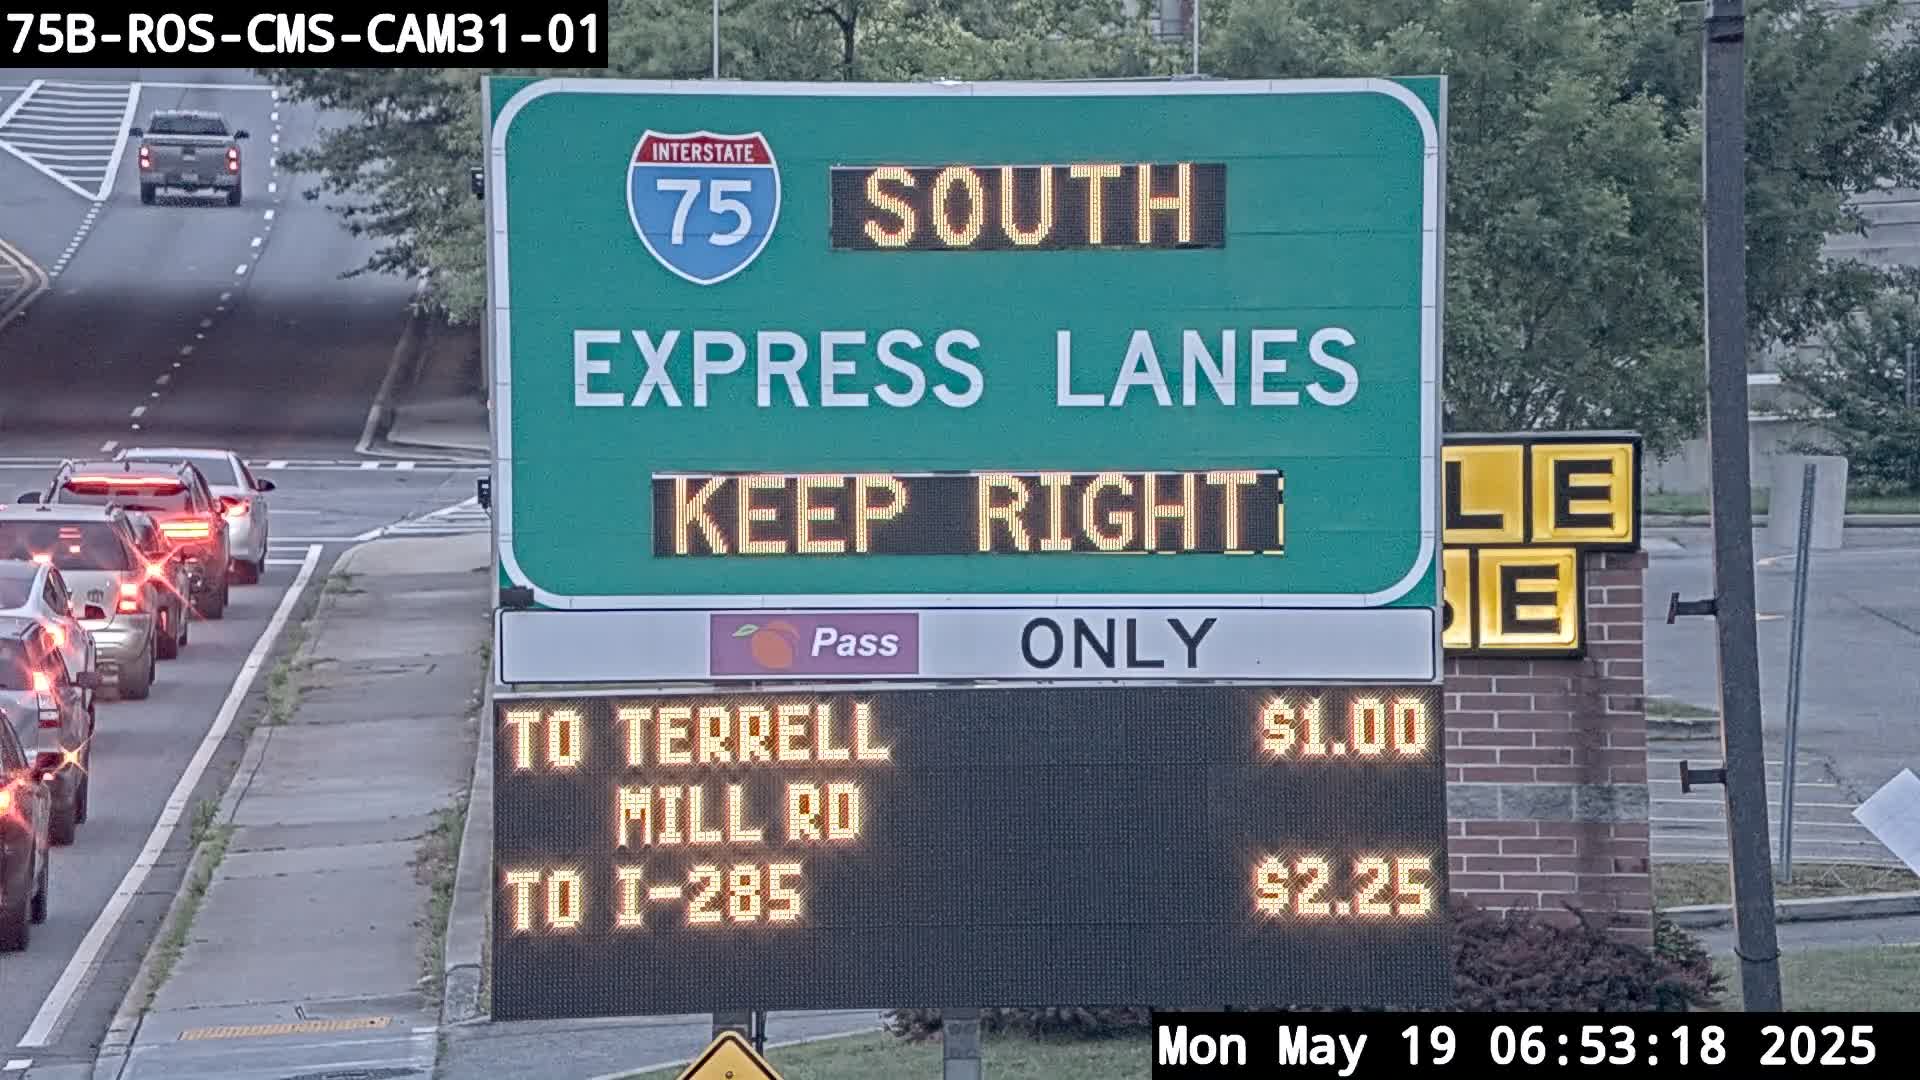 75B-ROS-CMS-CAM31-01
INTERSTATE
75
SOUTH
EXPRESS LANES
KEEP RIGHT
Pass ONLY
TO TERRELL $1.00
MILL RD
TO I-285 $2.25
LE
E
Mon May 19 06:53:18 2025